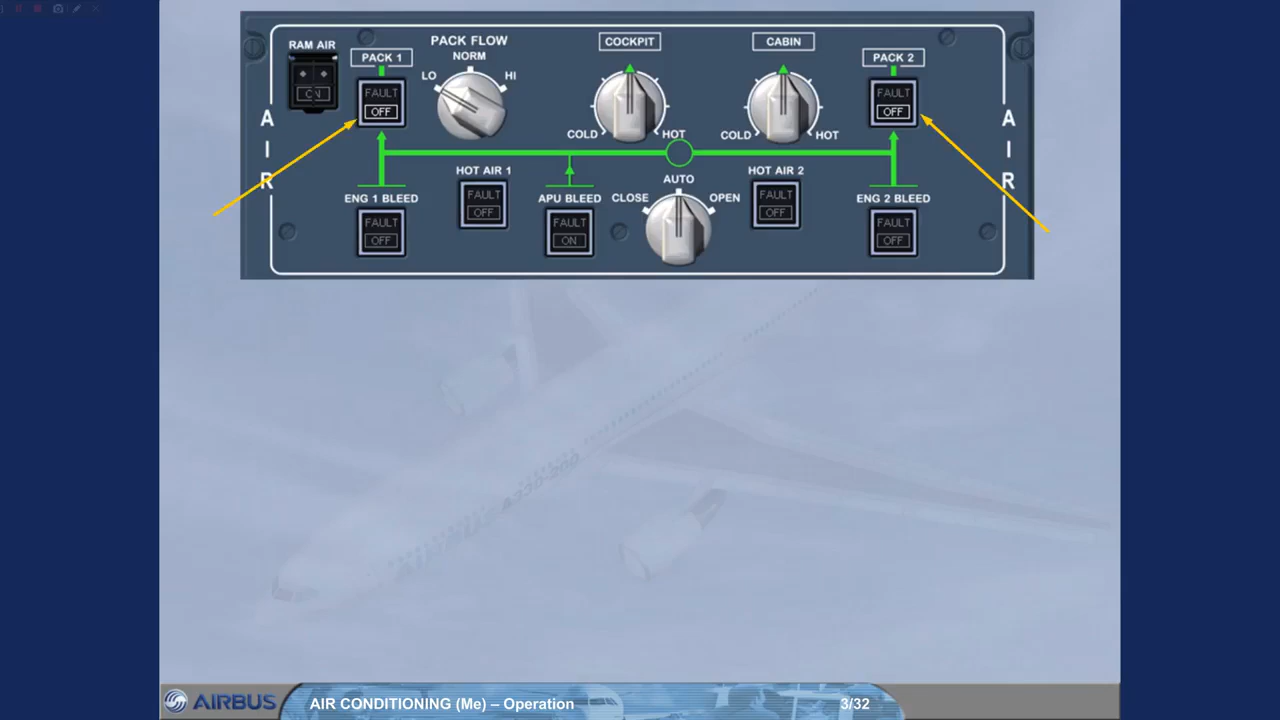 RAM AIR
ON
PACK 1
FAULT
OFF
PACK FLOW
NORM
LO
HI
COCKPIT
COLD
HOT
CABIN
COLD
HOT
PACK 2
FAULT
OFF
A
I
R
A
I
R
ENG 1 BLEED
FAULT
OFF
HOT AIR 1
FAULT
OFF
APU BLEED
FAULT
ON
AUTO
CLOSE
OPEN
HOT AIR 2
FAULT
OFF
ENG 2 BLEED
FAULT
OFF
A330-200
AIRBUS
AIR CONDITIONING (Me) – Operation
3/32